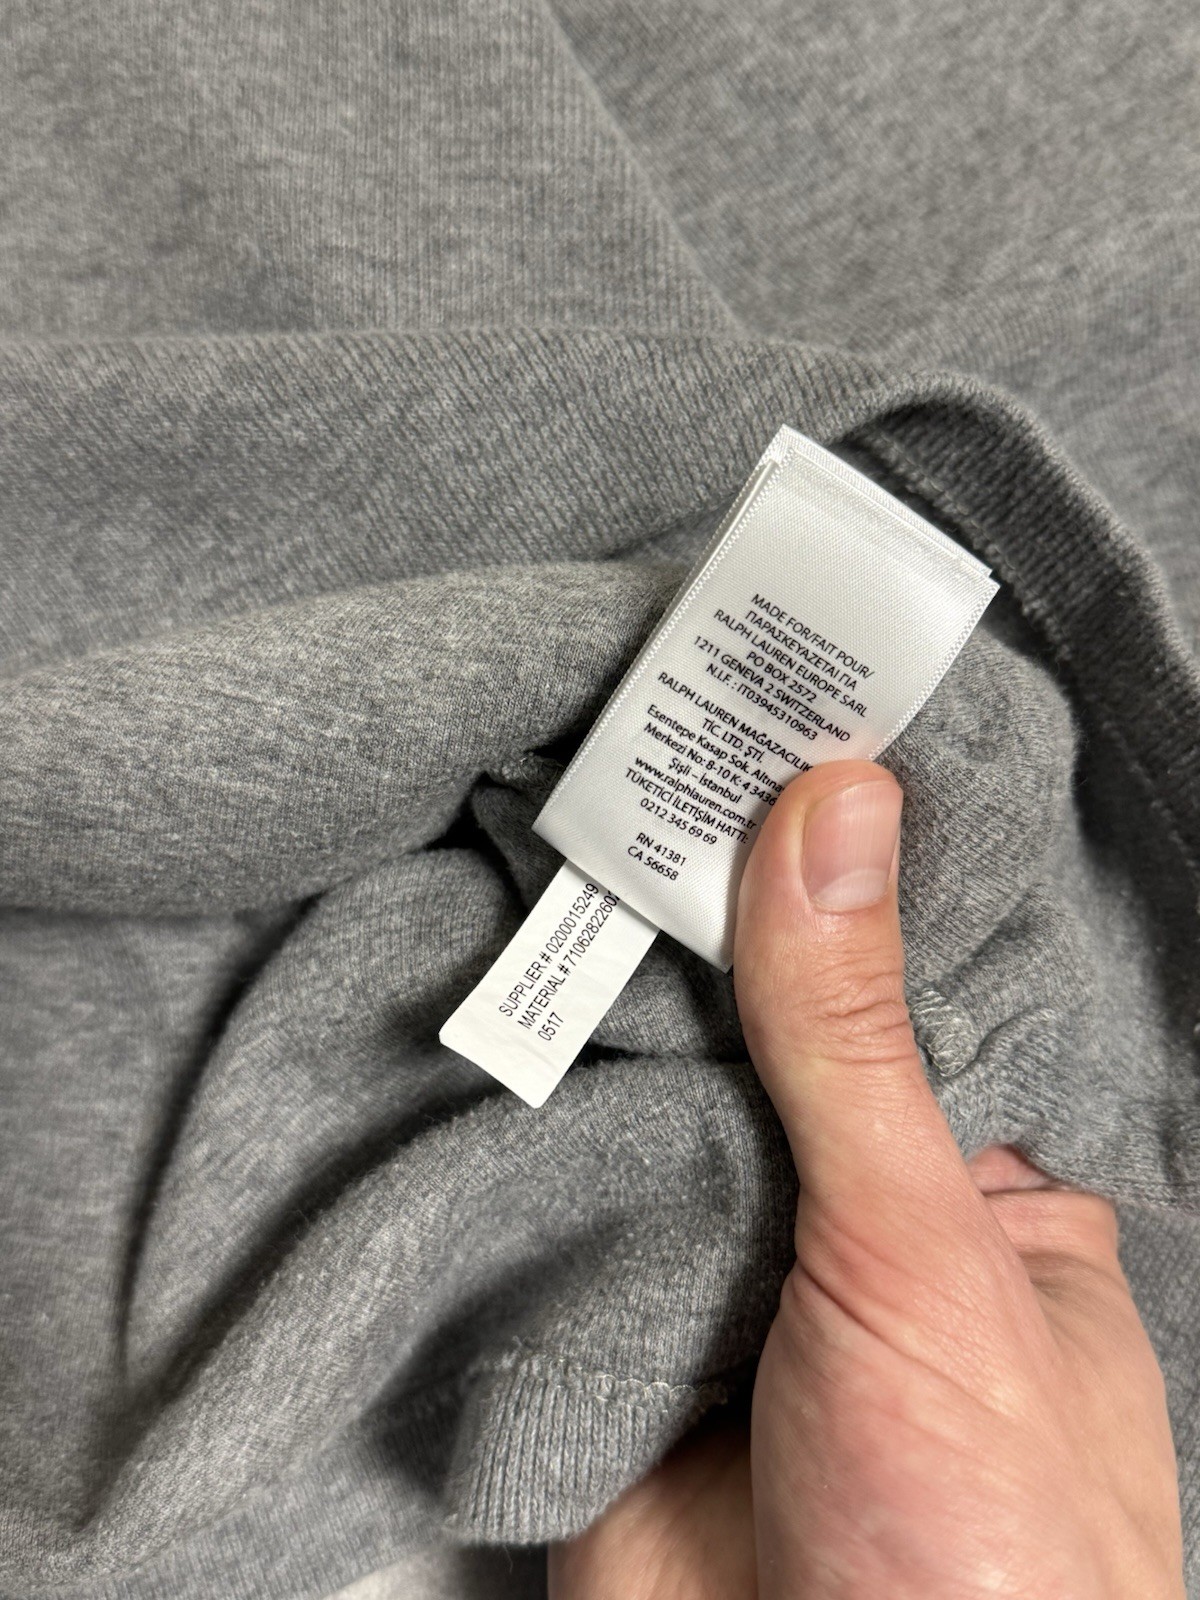 MADE FOR/FAIT POUR/
ΠΑΡΑΣΚΕΥΑΖΕΤΑΙ ΓΙΑ
RALPH LAUREN EUROPE SARL
PO BOX 2572
1211 GENEVA 2 SWITZERLAND
N.I.F. : IT03945310963
RALPH LAUREN MAĞAZACILIK
TİC. LTD. ŞTİ.
Esentepe Kasap Sok.
Merkezi No: 8-10 K: 4
Şişli – İstanbul
www.ralphlauren.com.tr
TÜKETİCİ İLETİŞİM HATTI:
0212 345 69 69
RN 41381
CA 56658
SUPPLIER # 0200015249
MATERIAL #
0517